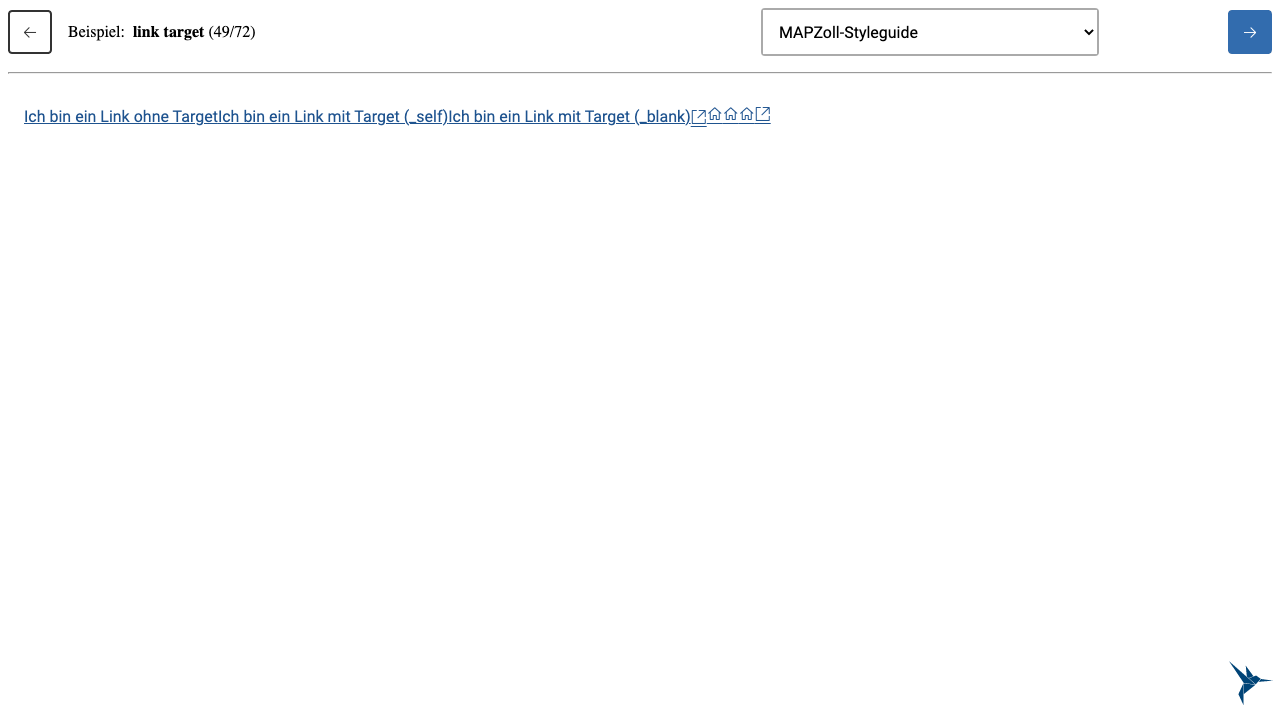 Beispiel: link target (49/72)
MAPZoll-Styleguide
Ich bin ein Link ohne TargetIch bin ein Link mit Target (_self)Ich bin ein Link mit Target (_blank)